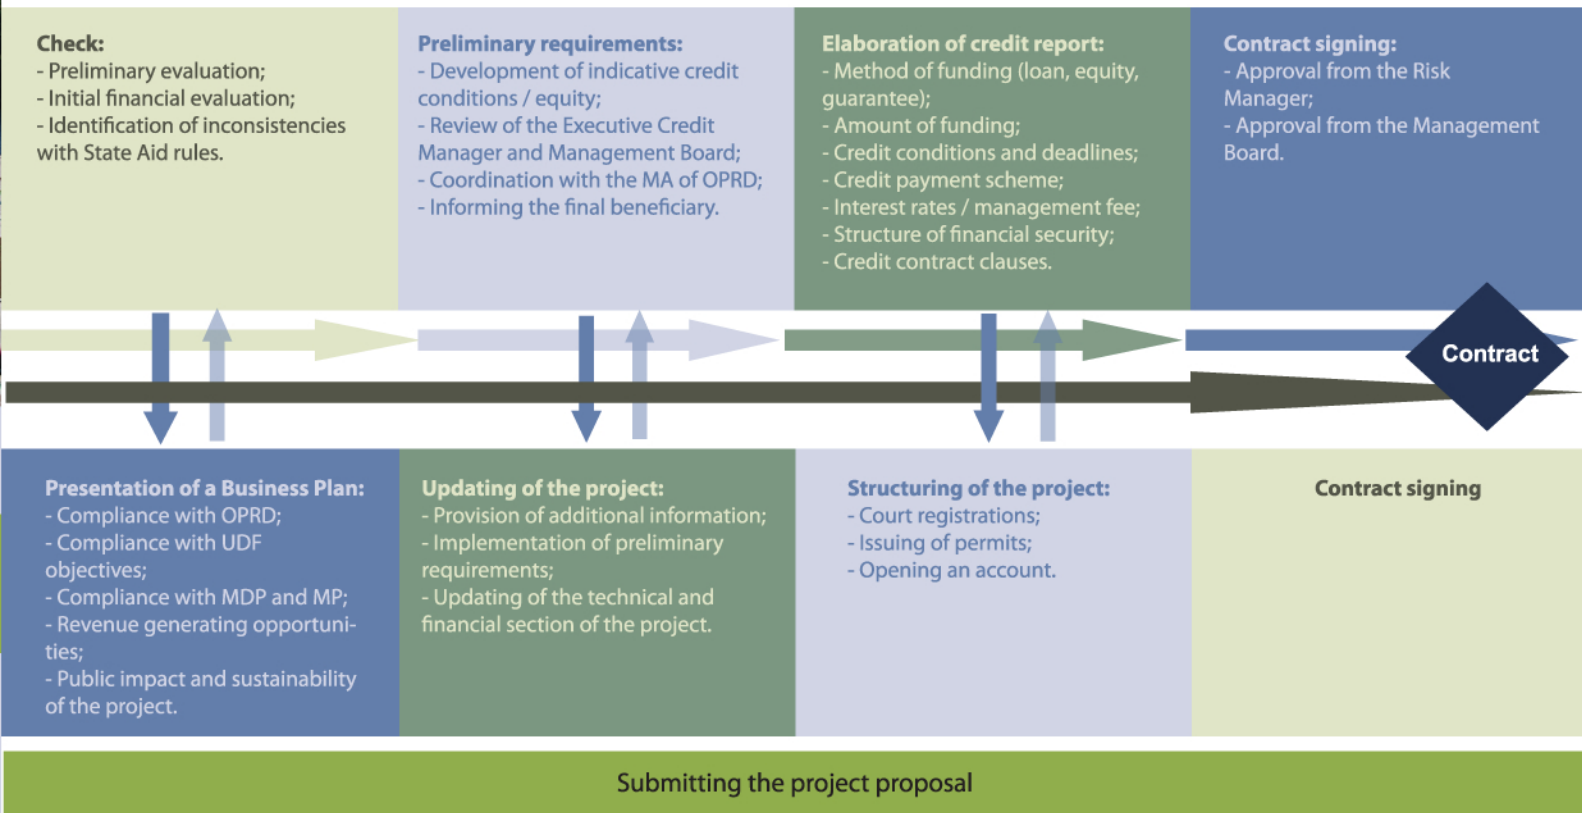 Check:
- Preliminary evaluation;
- Initial financial evaluation;
- Identification of inconsistencies
with State Aid rules.
Preliminary requirements:
- Development of indicative credit
conditions / equity;
- Review of the Executive Credit
Manager and Management Board;
- Coordination with the MA of OPRD;
- Informing the final beneficiary.
Elaboration of credit report:
- Method of funding (loan, equity,
guarantee);
- Amount of funding;
- Credit conditions and deadlines;
- Credit payment scheme;
- Interest rates / management fee;
- Structure of financial security;
- Credit contract clauses.
Contract signing:
- Approval from the Risk
Manager;
- Approval from the Management
Board.
Contract
Presentation of a Business Plan:
- Compliance with OPRD;
- Compliance with UDF
objectives;
- Compliance with MDP and MP;
- Revenue generating opportuni-
ties;
- Public impact and sustainability
of the project.
Updating of the project:
- Provision of additional information;
- Implementation of preliminary
requirements;
- Updating of the technical and
financial section of the project.
Structuring of the project:
- Court registrations;
- Issuing of permits;
- Opening an account.
Contract signing
Submitting the project proposal